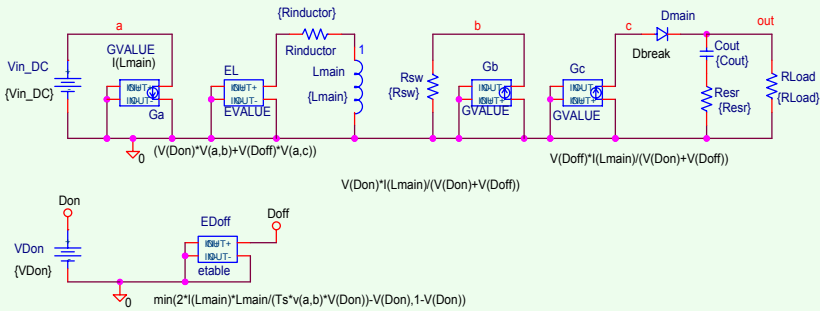 a
GVALUE
I(Lmain)
Vin_DC
{Vin_DC}
Ga
0
EL
EVALUE
(V(Don)*V(a,b)+V(Doff)*V(a,c))
{Rinductor}
Rinductor
1
Lmain
{Lmain}
b
Rsw
{Rsw}
Gb
GVALUE
V(Don)*I(Lmain)/(V(Don)+V(Doff))
Gc
GVALUE
V(Doff)*I(Lmain)/(V(Don)+V(Doff))
c
Dmain
Dbreak
out
Cout
{Cout}
Resr
{Resr}
RLoad
{RLoad}
Don
VDon
{VDon}
0
EDoff
etable
Doff
min(2*I(Lmain)*Lmain/(Ts*v(a,b)*V(Don))-V(Don),1-V(Don))